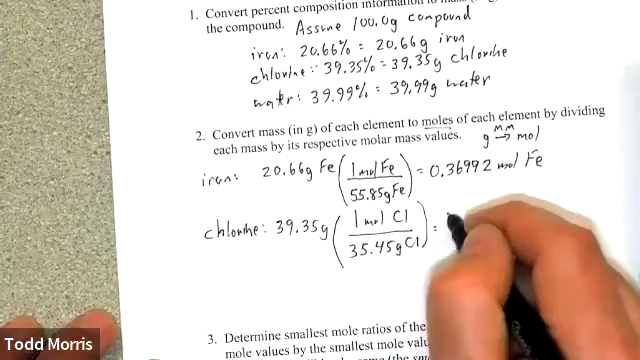 1. Convert percent composition information to mass (
the compound. Assume 100.0g compound
iron: 20.66% = 20.66g iron
chlorine: 39.35% = 39.35g chlorine
water: 39.99% = 39.99g water
2. Convert mass (in g) of each element to moles of each element by dividing
each mass by its respective molar mass values. g MM→ mol
iron: 20.66g Fe (1 mol Fe / 55.85g Fe) = 0.36992 mol Fe
chlorine: 39.35g (1 mol Cl / 35.45g Cl) =
3. Determine smallest mole ratios of the
mole values by the smallest mole
Todd Morris